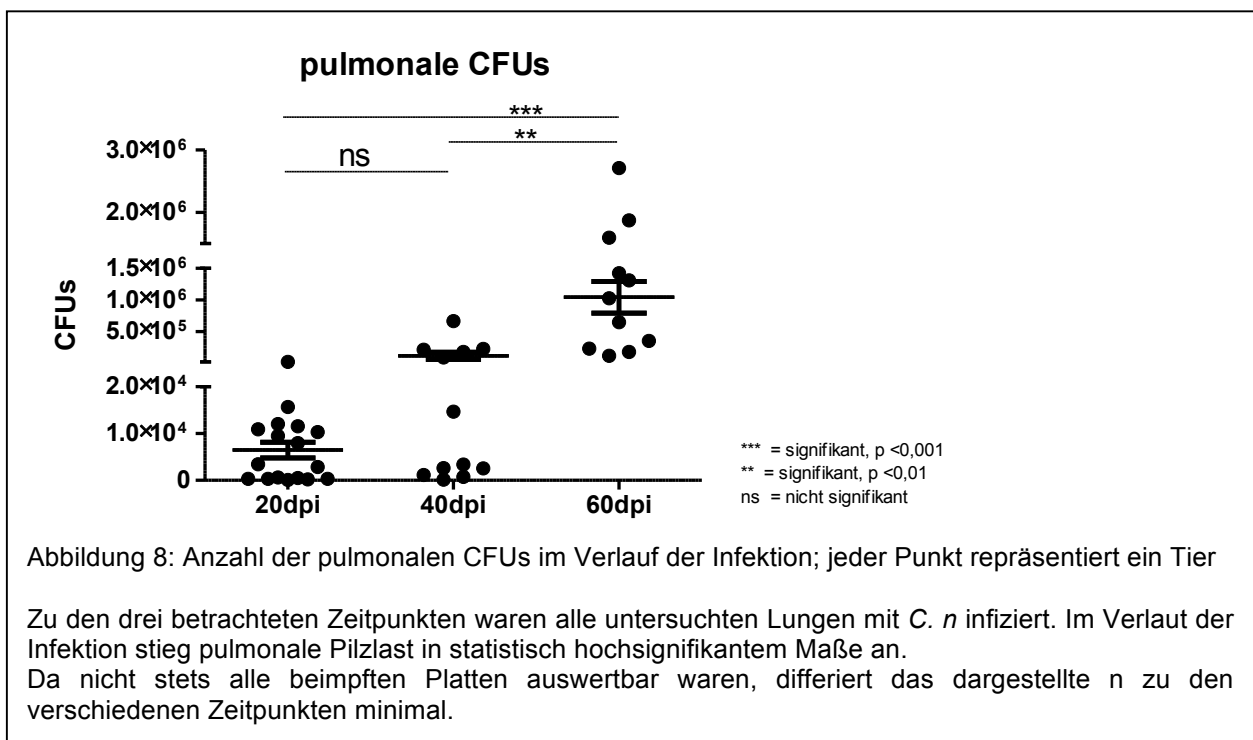 pulmonale CFUs
***
**
ns
3.0×10⁶
2.0×10⁶
1.5×10⁶
1.0×10⁶
5.0×10⁵
2.0×10⁴
1.0×10⁴
0
CFUs
20dpi 40dpi 60dpi
*** = signifikant, p <0,001
** = signifikant, p <0,01
ns = nicht signifikant
Abbildung 8: Anzahl der pulmonalen CFUs im Verlauf der Infektion; jeder Punkt repräsentiert ein Tier
Zu den drei betrachteten Zeitpunkten waren alle untersuchten Lungen mit C. n infiziert. Im Verlaut der
Infektion stieg pulmonale Pilzlast in statistisch hochsignifikantem Maße an.
Da nicht stets alle beimpften Platten auswertbar waren, differiert das dargestellte n zu den
verschiedenen Zeitpunkten minimal.